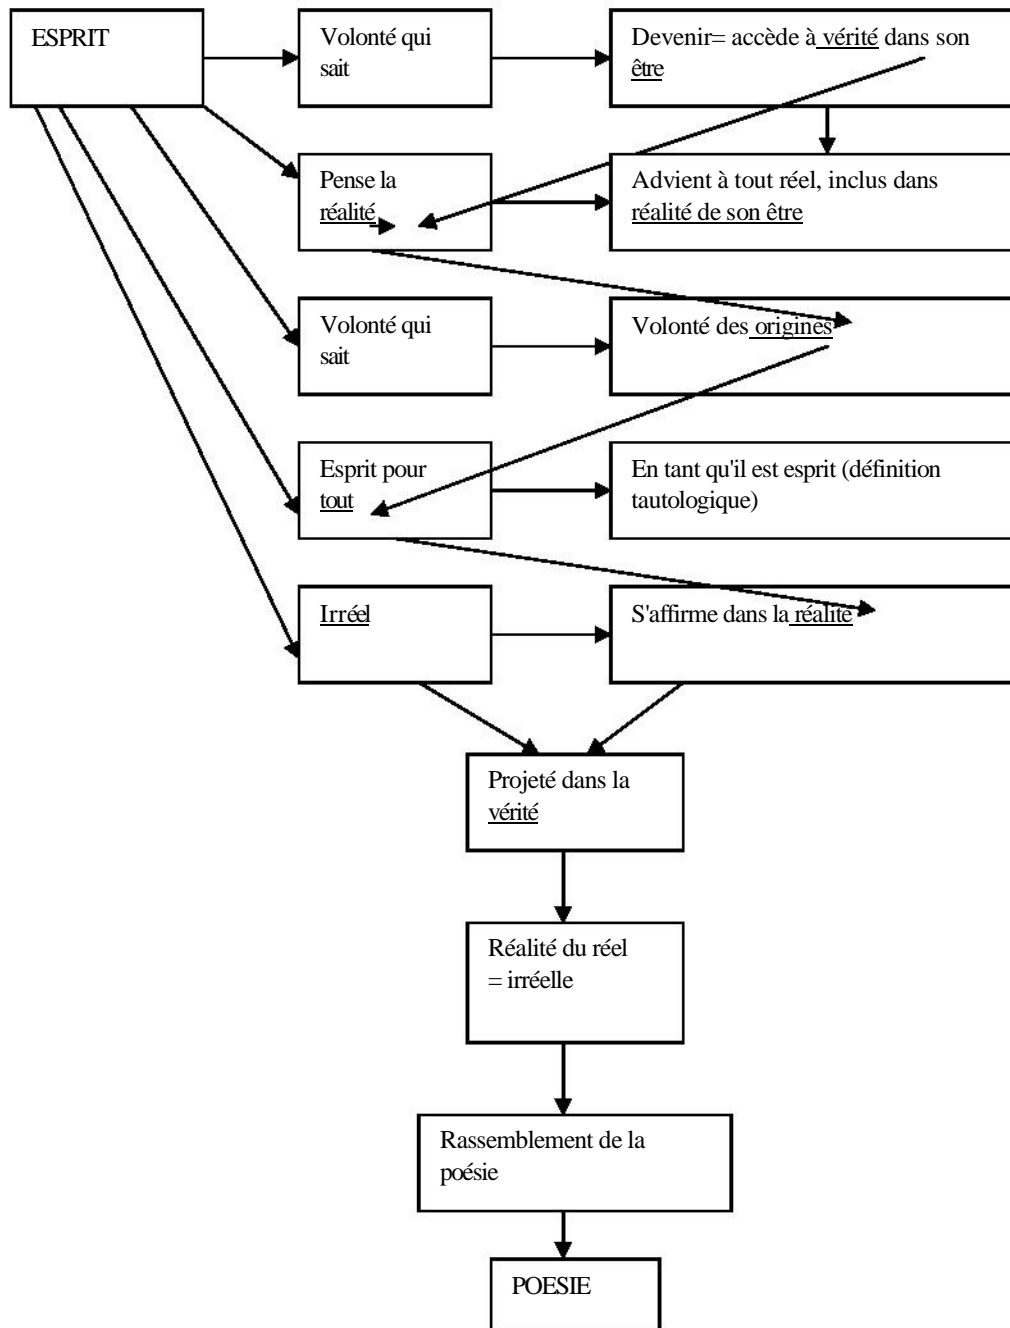 ESPRIT
Volonté qui
sait
Devenir= accède à vérité dans son
être
Pense la
réalité
Advient à tout réel, inclus dans
réalité de son être
Volonté qui
sait
Volonté des origines
Esprit pour
tout
En tant qu'il est esprit (définition
tautologique)
Irréel
S'affirme dans la réalité
Projeté dans la
vérité
Réalité du réel
= irréelle
Rassemblement de la
poésie
POESIE